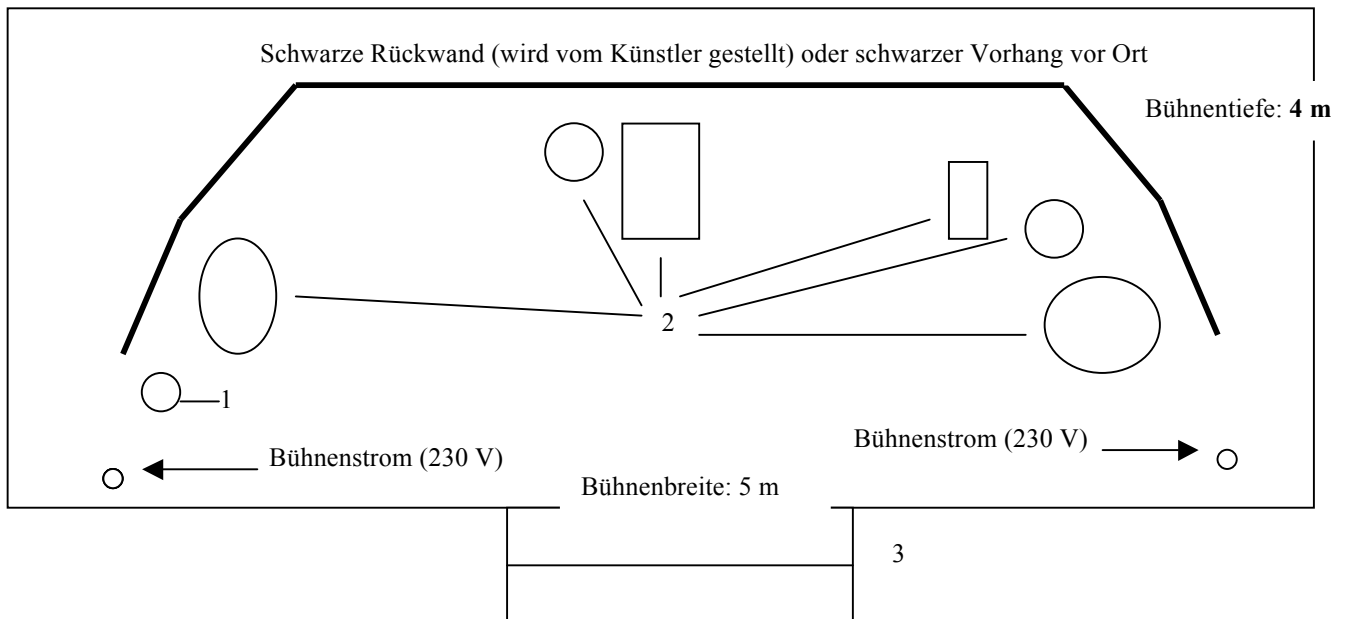 Schwarze Rückwand (wird vom Künstler gestellt) oder schwarzer Vorhang vor Ort
Bühnentiefe: 4 m
2
1
Bühnenstrom (230 V)
Bühnenstrom (230 V)
Bühnenbreite: 5 m
3